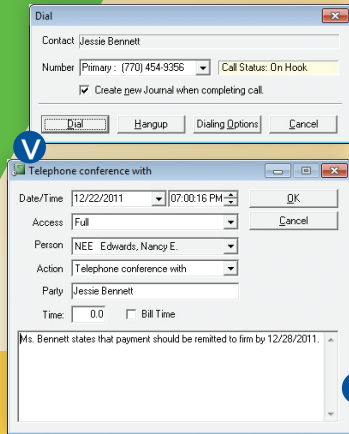 Dial
Contact Jessie Bennett
Number Primary : (770) 454-9356 Call Status: On Hook
Create new Journal when completing call.
Dial Hangup Dialing Options Cancel
V
Telephone conference with
Date/Time 12/22/2011 07:00:16 PM OK
Access Full Cancel
Person NEE Edwards, Nancy E.
Action Telephone conference with
Party Jessie Bennett
Time: 0.0 Bill Time
Ms. Bennett states that payment should be remitted to firm by 12/28/2011.